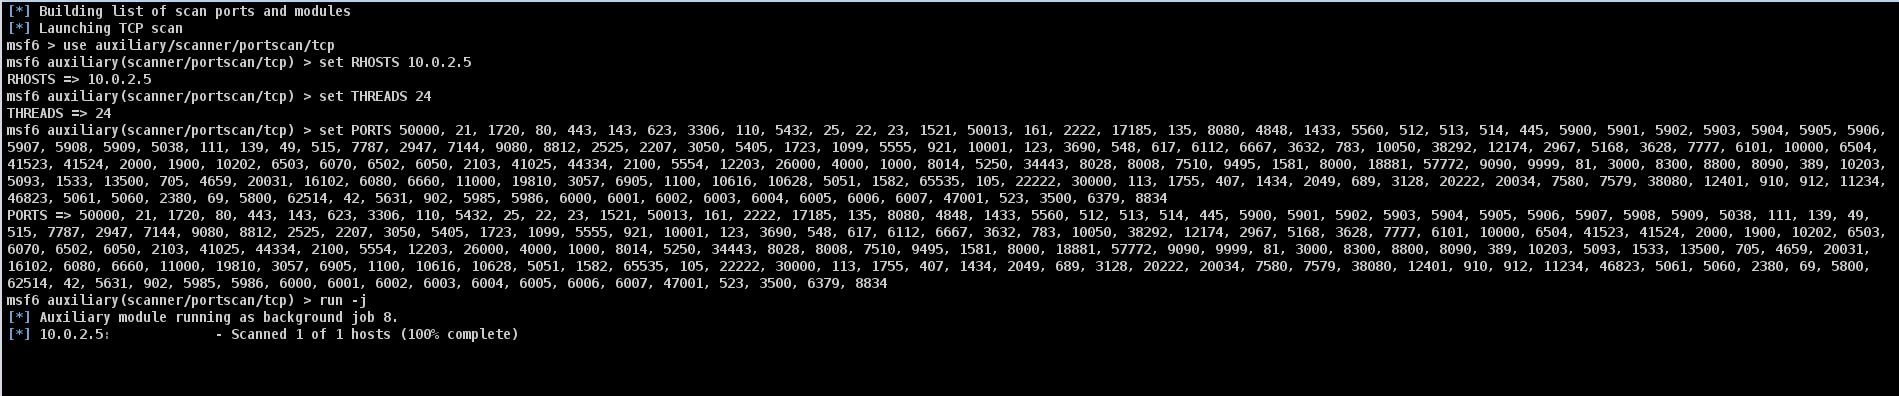 [*] Building list of scan ports and modules
[*] Launching TCP scan
msf6 > use auxiliary/scanner/portscan/tcp
msf6 auxiliary(scanner/portscan/tcp) > set RHOSTS 10.0.2.5
RHOSTS => 10.0.2.5
msf6 auxiliary(scanner/portscan/tcp) > set THREADS 24
THREADS => 24
msf6 auxiliary(scanner/portscan/tcp) > set PORTS 50000, 21, 1720, 80, 443, 143, 623, 3306, 110, 5432, 25, 22, 23, 1521, 50013, 161, 2222, 17185, 135, 8080, 4848, 1433, 5560, 512, 513, 514, 445, 5900, 5901, 5902, 5903, 5904, 5905, 5906,
5907, 5908, 5909, 5038, 111, 139, 49, 515, 7787, 2947, 7144, 9080, 8812, 2525, 2207, 3050, 5405, 1723, 1099, 5555, 921, 10001, 123, 3690, 548, 617, 6112, 6667, 3632, 783, 10050, 38292, 12174, 2967, 5168, 3628, 7777, 6101, 10000, 6504,
41523, 41524, 2000, 1900, 10202, 6503, 6070, 6502, 6050, 2103, 41025, 44334, 2100, 5554, 12203, 26000, 4000, 1000, 8014, 5250, 34443, 8028, 8008, 7510, 9495, 1581, 8000, 18881, 57772, 9090, 9999, 81, 3000, 8300, 8800, 8090, 389, 10203,
5093, 1533, 13500, 705, 4659, 20031, 16102, 6080, 6660, 11000, 19810, 3057, 6905, 1100, 10616, 10628, 5051, 1582, 65535, 105, 22222, 30000, 113, 1755, 407, 1434, 2049, 689, 3128, 20222, 20034, 7580, 7579, 38080, 12401, 910, 912, 11234,
46823, 5061, 5060, 2380, 69, 5800, 62514, 42, 5631, 902, 5985, 5986, 6000, 6001, 6002, 6003, 6004, 6005, 6006, 6007, 47001, 523, 3500, 6379, 8834
PORTS => 50000, 21, 1720, 80, 443, 143, 623, 3306, 110, 5432, 25, 22, 23, 1521, 50013, 161, 2222, 17185, 135, 8080, 4848, 1433, 5560, 512, 513, 514, 445, 5900, 5901, 5902, 5903, 5904, 5905, 5906, 5907, 5908, 5909, 5038, 111, 139, 49,
515, 7787, 2947, 7144, 9080, 8812, 2525, 2207, 3050, 5405, 1723, 1099, 5555, 921, 10001, 123, 3690, 548, 617, 6112, 6667, 3632, 783, 10050, 38292, 12174, 2967, 5168, 3628, 7777, 6101, 10000, 6504, 41523, 41524, 2000, 1900, 10202, 6503,
6070, 6502, 6050, 2103, 41025, 44334, 2100, 5554, 12203, 26000, 4000, 1000, 8014, 5250, 34443, 8028, 8008, 7510, 9495, 1581, 8000, 18881, 57772, 9090, 9999, 81, 3000, 8300, 8800, 8090, 389, 10203, 5093, 1533, 13500, 705, 4659, 20031,
16102, 6080, 6660, 11000, 19810, 3057, 6905, 1100, 10616, 10628, 5051, 1582, 65535, 105, 22222, 30000, 113, 1755, 407, 1434, 2049, 689, 3128, 20222, 20034, 7580, 7579, 38080, 12401, 910, 912, 11234, 46823, 5061, 5060, 2380, 69, 5800,
62514, 42, 5631, 902, 5985, 5986, 6000, 6001, 6002, 6003, 6004, 6005, 6006, 6007, 47001, 523, 3500, 6379, 8834
msf6 auxiliary(scanner/portscan/tcp) > run -j
[*] Auxiliary module running as background job 8.
[*] 10.0.2.5: - Scanned 1 of 1 hosts (100% complete)